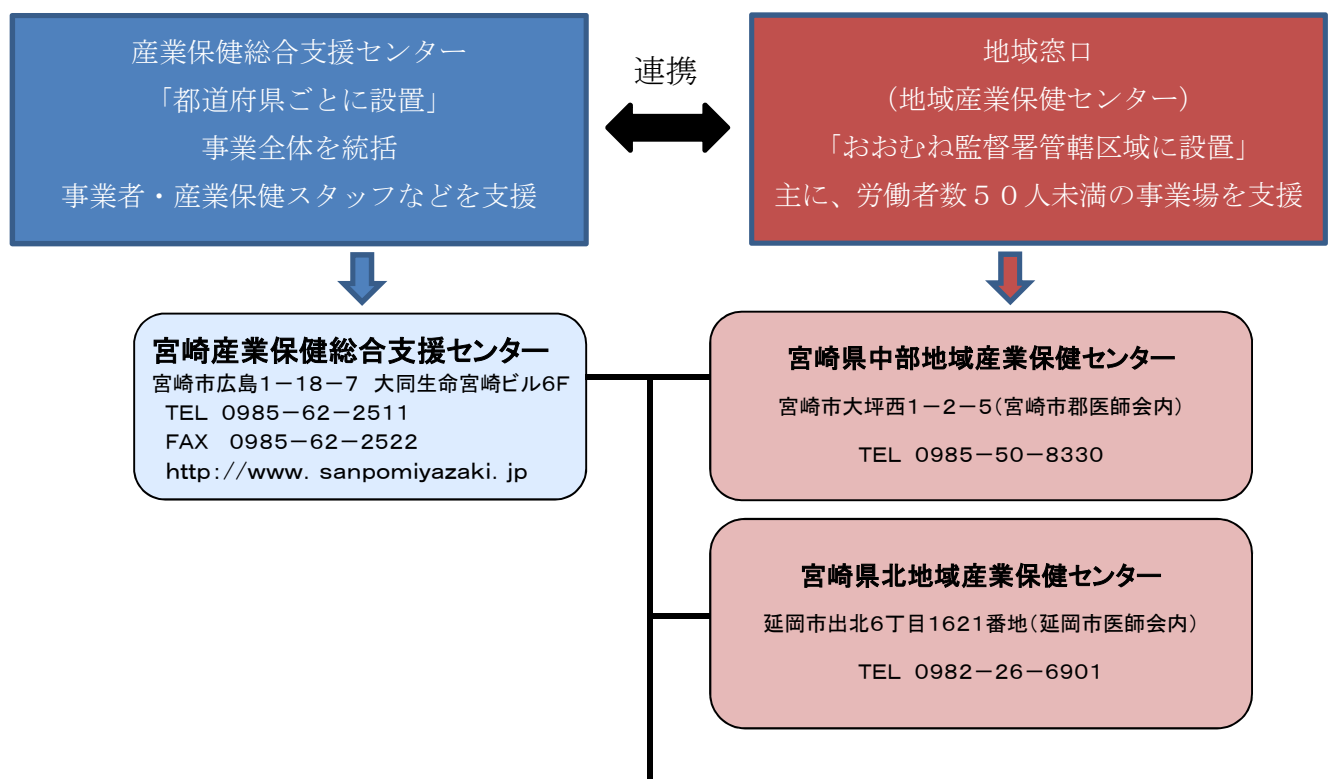 産業保健総合支援センター
「都道府県ごとに設置」
事業全体を統括
事業者・産業保健スタッフなどを支援
連携
地域窓口
（地域産業保健センター）
「おおむね監督署管轄区域に設置」
主に、労働者数５０人未満の事業場を支援
宮崎産業保健総合支援センター
宮崎市広島1－18－7 大同生命宮崎ビル6F
TEL 0985－62－2511
FAX 0985－62－2522
http://www. sanpomiyazaki. jp
宮崎県中部地域産業保健センター
宮崎市大坪西1－2－5(宮崎市郡医師会内)
TEL 0985－50－8330
宮崎県北地域産業保健センター
延岡市出北6丁目1621番地(延岡市医師会内)
TEL 0982－26－6901